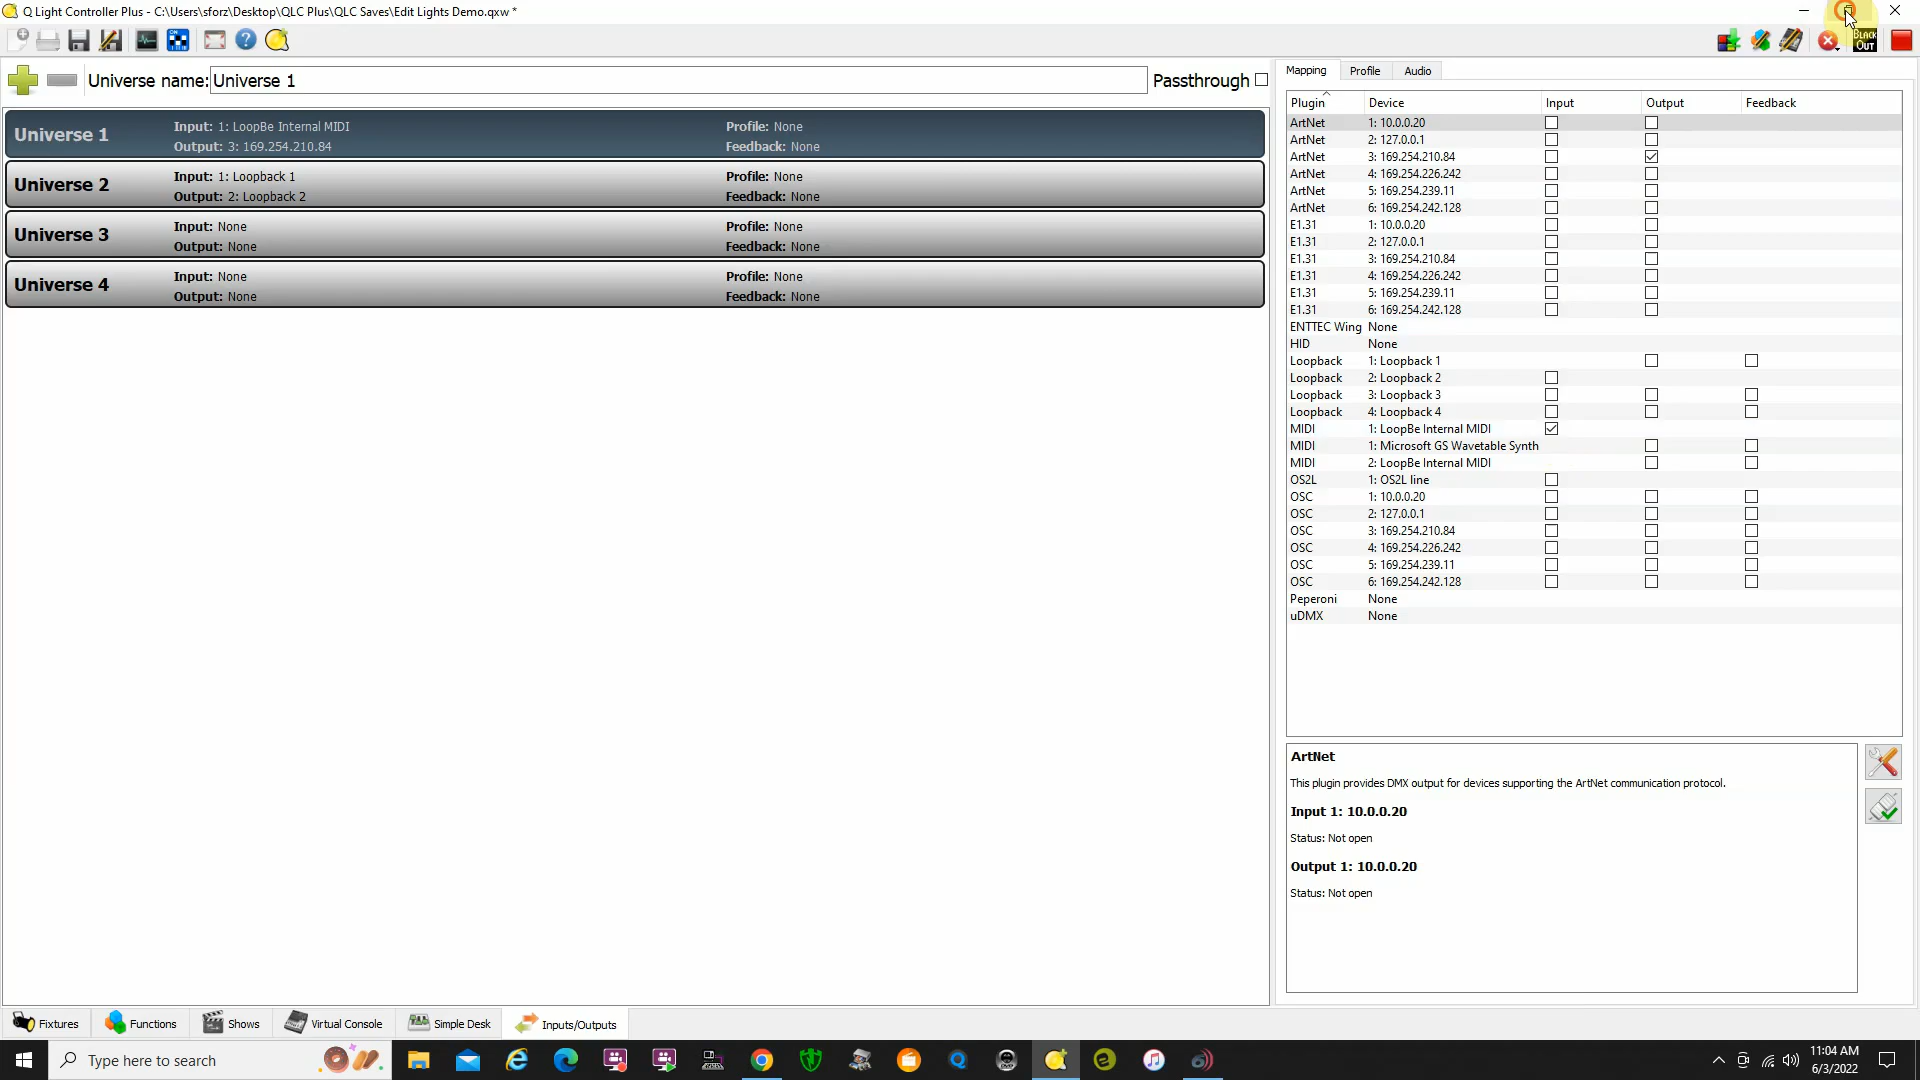 Q Light Controller Plus - C:\Users\sforz\Desktop\QLC Plus\QLC Saves\Edit Lights Demo.qxw *
BLACK OUT
Universe name: Universe 1 Passthrough
Universe 1 Input: 1: LoopBe Internal MIDI Profile: None
Output: 3: 169.254.210.84 Feedback: None
Universe 2 Input: 1: Loopback 1 Profile: None
Output: 2: Loopback 2 Feedback: None
Universe 3 Input: None Profile: None
Output: None Feedback: None
Universe 4 Input: None Profile: None
Output: None Feedback: None
Mapping Profile Audio
Plugin Device Input Output Feedback
ArtNet 1: 10.0.0.20
ArtNet 2: 127.0.0.1
ArtNet 3: 169.254.210.84
ArtNet 4: 169.254.226.242
ArtNet 5: 169.254.239.11
ArtNet 6: 169.254.242.128
E1.31 1: 10.0.0.20
E1.31 2: 127.0.0.1
E1.31 3: 169.254.210.84
E1.31 4: 169.254.226.242
E1.31 5: 169.254.239.11
E1.31 6: 169.254.242.128
ENTTEC Wing None
HID None
Loopback 1: Loopback 1
Loopback 2: Loopback 2
Loopback 3: Loopback 3
Loopback 4: Loopback 4
MIDI 1: LoopBe Internal MIDI
MIDI 1: Microsoft GS Wavetable Synth
MIDI 2: LoopBe Internal MIDI
OS2L 1: OS2L line
OSC 1: 10.0.0.20
OSC 2: 127.0.0.1
OSC 3: 169.254.210.84
OSC 4: 169.254.226.242
OSC 5: 169.254.239.11
OSC 6: 169.254.242.128
Peperoni None
uDMX None
ArtNet
This plugin provides DMX output for devices supporting the ArtNet communication protocol.
Input 1: 10.0.0.20
Status: Not open
Output 1: 10.0.0.20
Status: Not open
Fixtures Functions Shows Virtual Console Simple Desk Inputs/Outputs
Type here to search
11:04 AM
6/3/2022